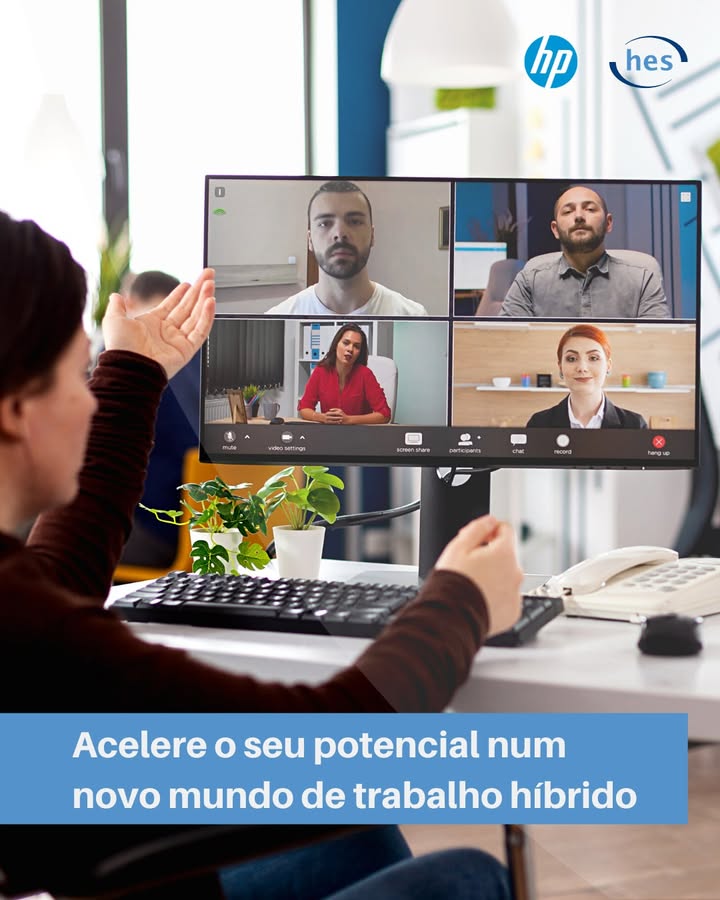 hp
hes
mute
video settings
screen share
participants
chat
record
hang up
Acelere o seu potencial num
novo mundo de trabalho híbrido